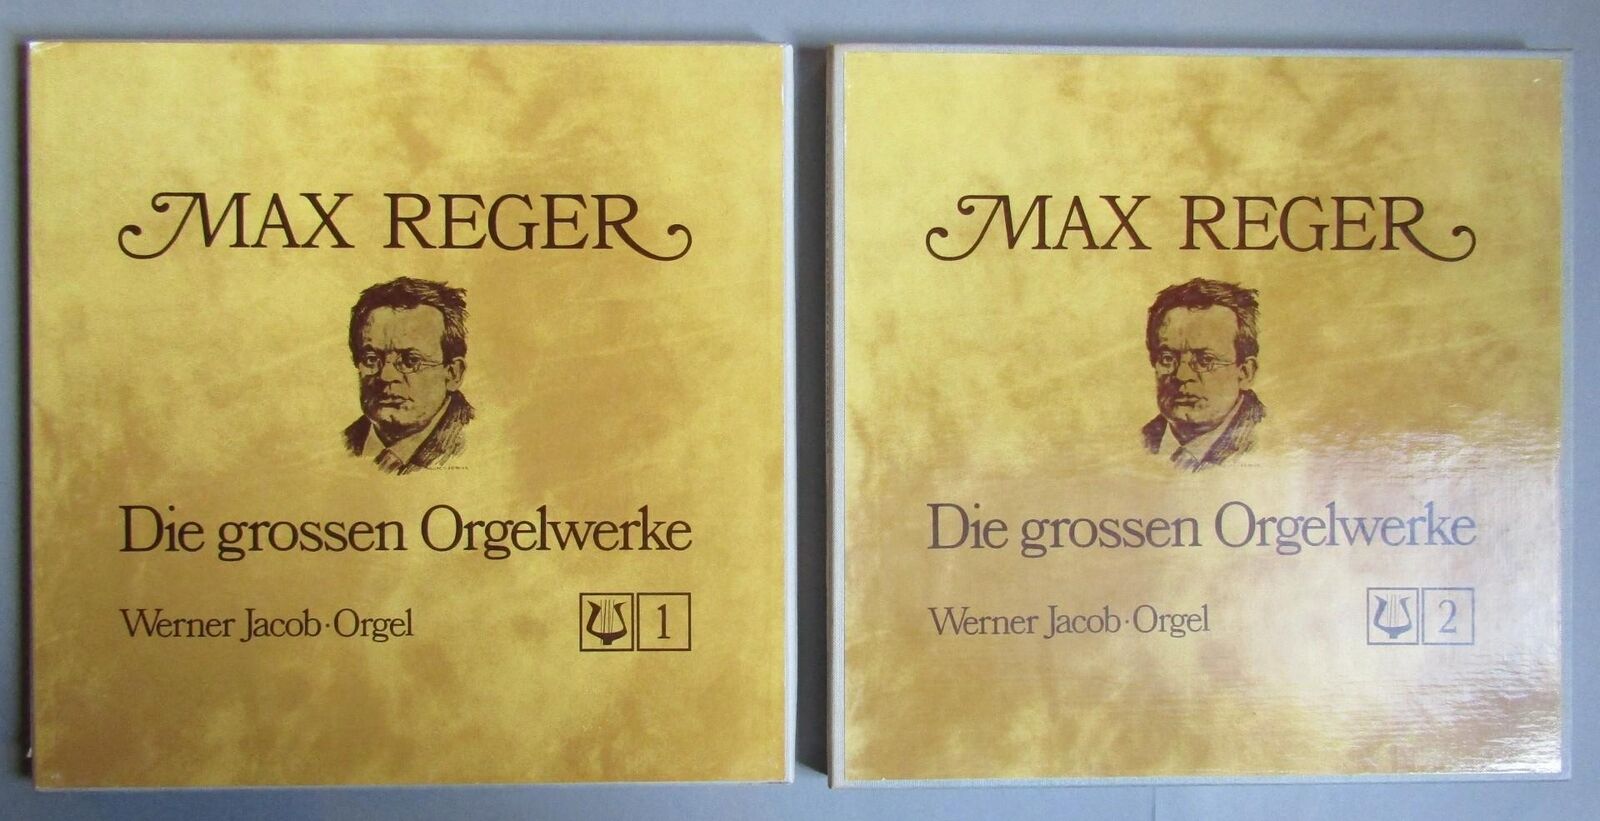 MAX REGER
Die grossen Orgelwerke
Werner Jacob · Orgel
1
MAX REGER
Die grossen Orgelwerke
Werner Jacob · Orgel
2